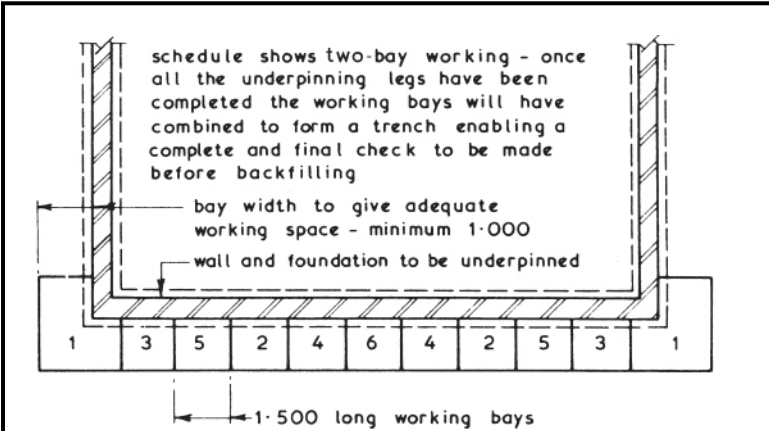 schedule shows two-bay working - once
all the underpinning legs have been
completed the working bays will have
combined to form a trench enabling a
complete and final check to be made
before backfilling
bay width to give adequate
working space - minimum 1·000
wall and foundation to be underpinned
1 3 5 2 4 6 4 2 5 3 1
1·500 long working bays